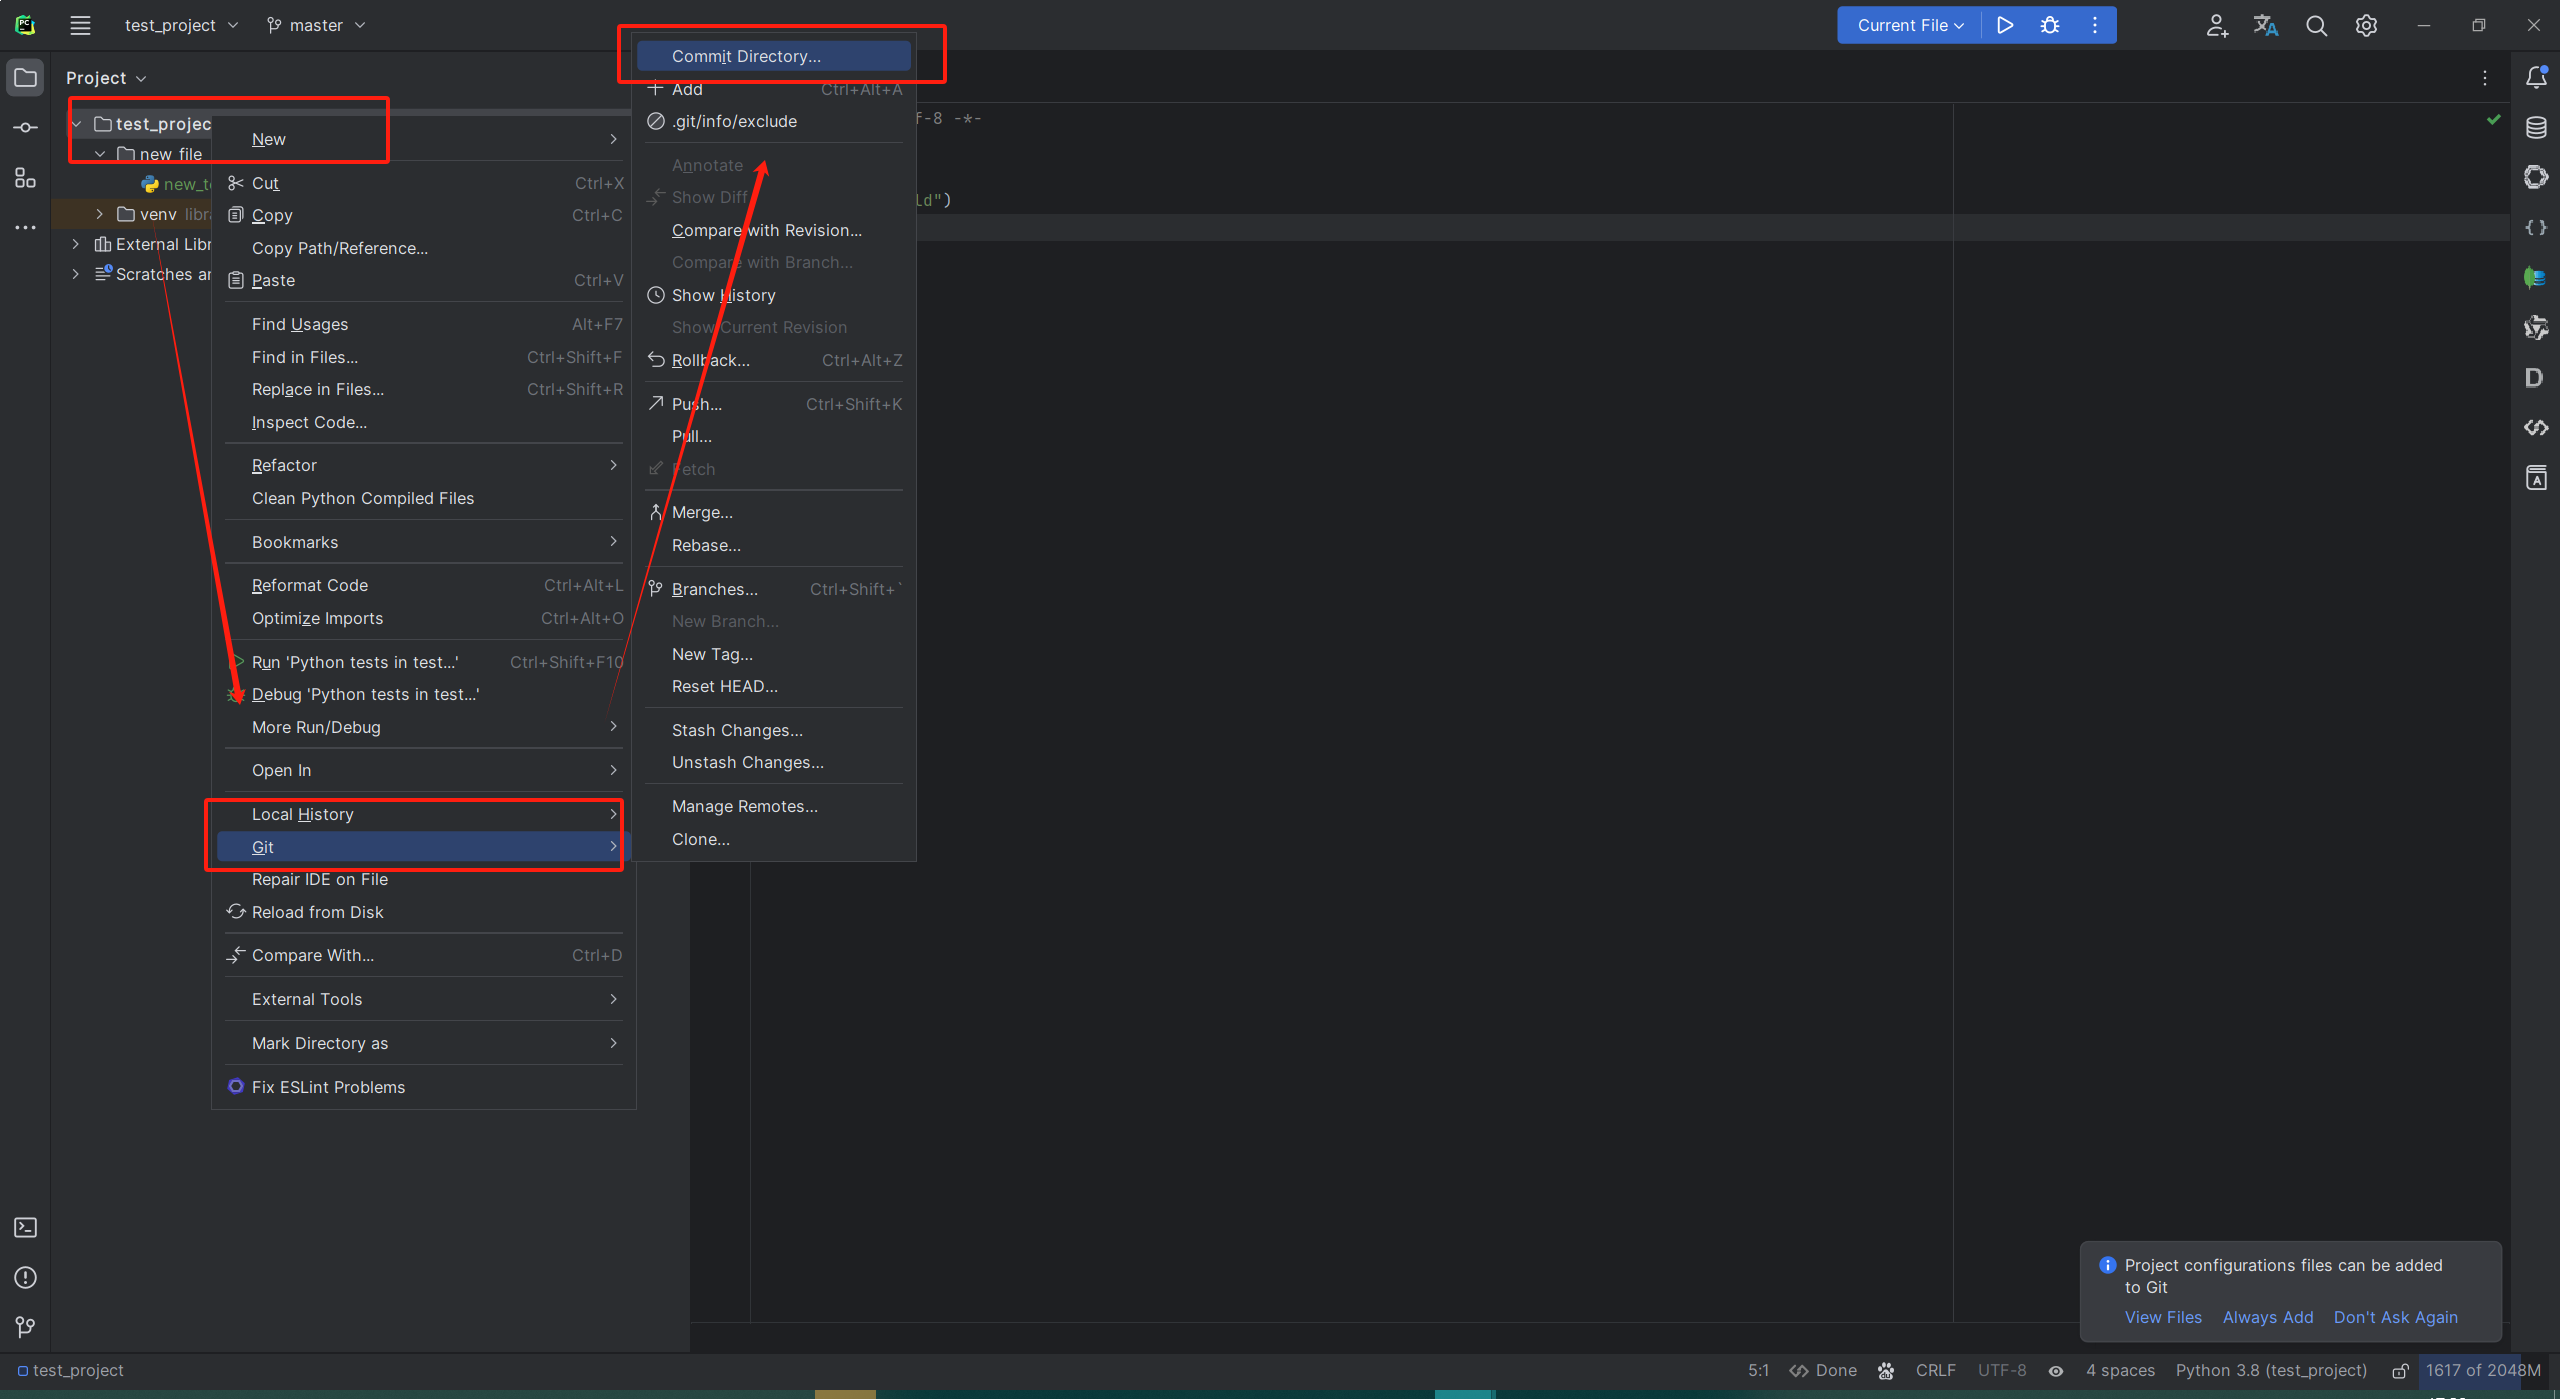 PC
test_project
master
Current File
Project
test_projec
new_file
new_t
venv libr
External Libr
Scratches ar
New
Cut Ctrl+X
Copy Ctrl+C
Copy Path/Reference...
Paste Ctrl+V
Find Usages Alt+F7
Find in Files... Ctrl+Shift+F
Replace in Files... Ctrl+Shift+R
Inspect Code...
Refactor
Clean Python Compiled Files
Bookmarks
Reformat Code Ctrl+Alt+L
Optimize Imports Ctrl+Alt+O
Run 'Python tests in test...' Ctrl+Shift+F10
Debug 'Python tests in test...'
More Run/Debug
Open In
Local History
Git
Repair IDE on File
Reload from Disk
Compare With... Ctrl+D
External Tools
Mark Directory as
Fix ESLint Problems
Commit Directory...
Add Ctrl+Alt+A
.git/info/exclude
Annotate
Show Diff
Compare with Revision...
Compare with Branch...
Show History
Show Current Revision
Rollback... Ctrl+Alt+Z
Push... Ctrl+Shift+K
Pull...
Fetch
Merge...
Rebase...
Branches... Ctrl+Shift+`
New Branch...
New Tag...
Reset HEAD...
Stash Changes...
Unstash Changes...
Manage Remotes...
Clone...
f-8 -*-
ld")
D
Project configurations files can be added
to Git
View Files Always Add Don't Ask Again
test_project
5:1 Done CRLF UTF-8 4 spaces Python 3.8 (test_project) 1617 of 2048M